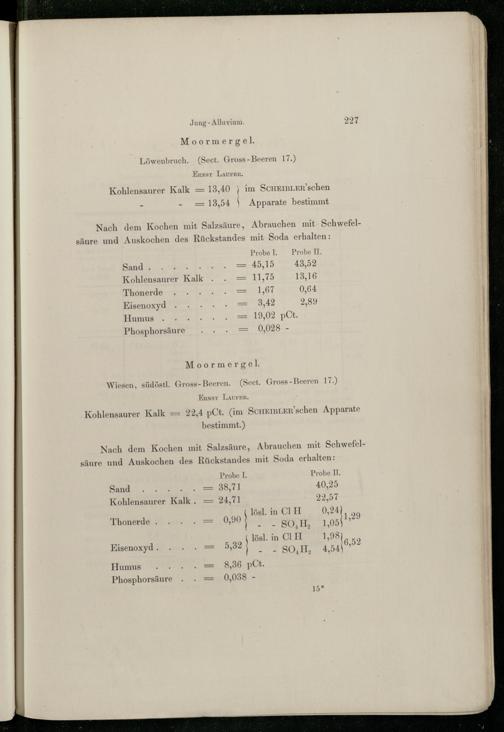 Jung-Alluvium. 227
Moormergel.
Löwenbruch. (Sect. Gross-Beeren 17.)
Ernst Laufer.
Kohlensaurer Kalk = 13,40 } im Scheibler'schen
- - = 13,54 } Apparate bestimmt
Nach dem Kochen mit Salzsäure, Abrauchen mit Schwefel-
säure und Auskochen des Rückstandes mit Soda erhalten:
Probe I. Probe II.
Sand . . . . . . . = 45,15 43,52
Kohlensaurer Kalk . . = 11,75 13,16
Thonerde . . . . . = 1,67 0,64
Eisenoxyd . . . . . = 3,42 2,89
Humus . . . . . . = 19,02 pCt.
Phosphorsäure . . . = 0,028 -
Moormergel.
Wiesen, südöstl. Gross-Beeren. (Sect. Gross-Beeren 17.)
Ernst Laufer.
Kohlensaurer Kalk = 22,4 pCt. (im Scheibler'schen Apparate
bestimmt.)
Nach dem Kochen mit Salzsäure, Abrauchen mit Schwefel-
säure und Auskochen des Rückstandes mit Soda erhalten:
Probe I. Probe II.
Sand . . . . . = 38,71 40,25
Kohlensaurer Kalk . = 24,71 22,57
Thonerde . . . . = 0,90 { lösl. in Cl H 0,24 } 1,29
- - SO4H2 1,05
Eisenoxyd . . . . = 5,32 { lösl. in Cl H 1,98 } 6,52
- - SO4H2 4,54
Humus . . . . = 8,36 pCt.
Phosphorsäure . . = 0,038 -
15*